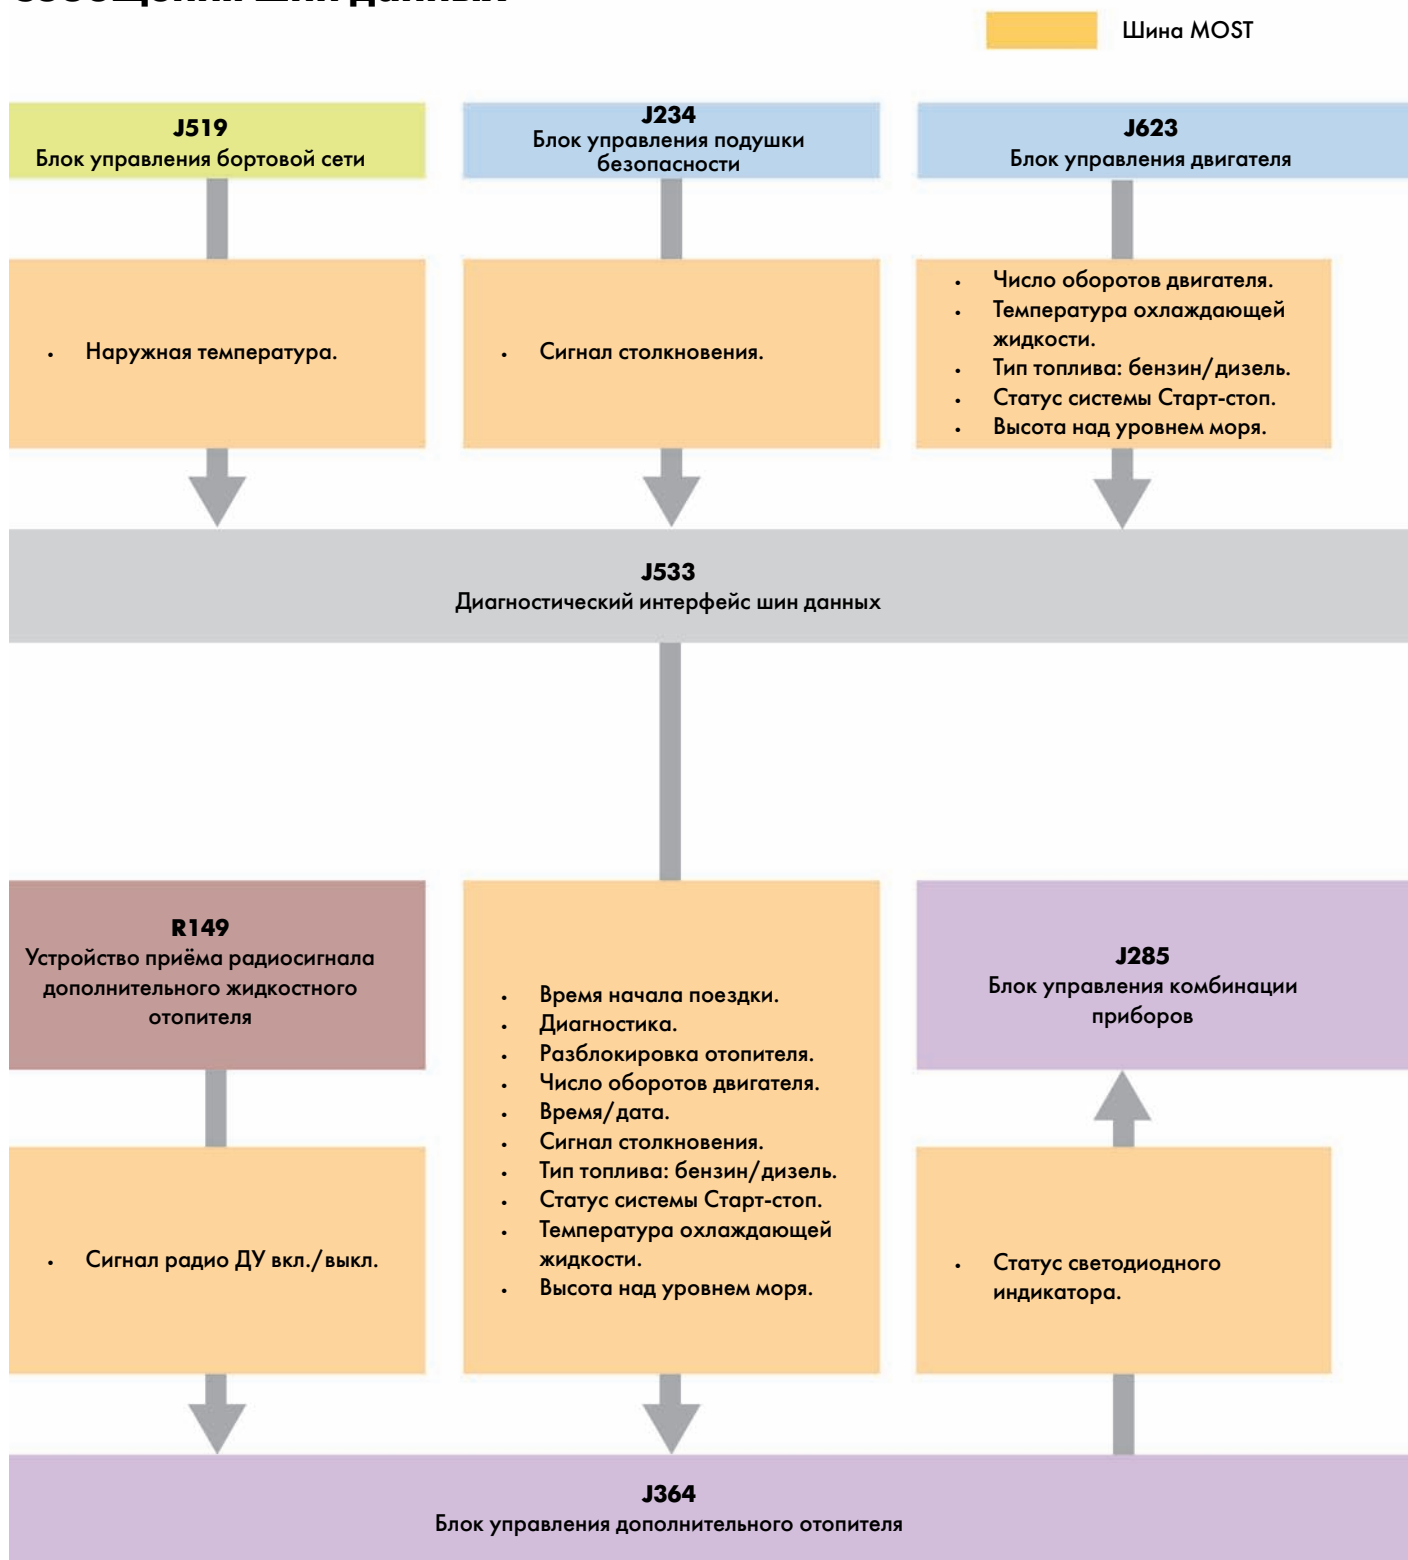 Шина MOST
J519
Блок управления бортовой сети
J234
Блок управления подушки
безопасности
J623
Блок управления двигателя
• Наружная температура.
• Сигнал столкновения.
• Число оборотов двигателя.
• Температура охлаждающей
жидкости.
• Тип топлива: бензин/дизель.
• Статус системы Старт-стоп.
• Высота над уровнем моря.
J533
Диагностический интерфейс шин данных
R149
Устройство приёма радиосигнала
дополнительного жидкостного
отопителя
• Время начала поездки.
• Диагностика.
• Разблокировка отопителя.
• Число оборотов двигателя.
• Время/дата.
• Сигнал столкновения.
• Тип топлива: бензин/дизель.
• Статус системы Старт-стоп.
• Температура охлаждающей
жидкости.
• Высота над уровнем моря.
J285
Блок управления комбинации
приборов
• Сигнал радио ДУ вкл./выкл.
• Статус светодиодного
индикатора.
J364
Блок управления дополнительного отопителя